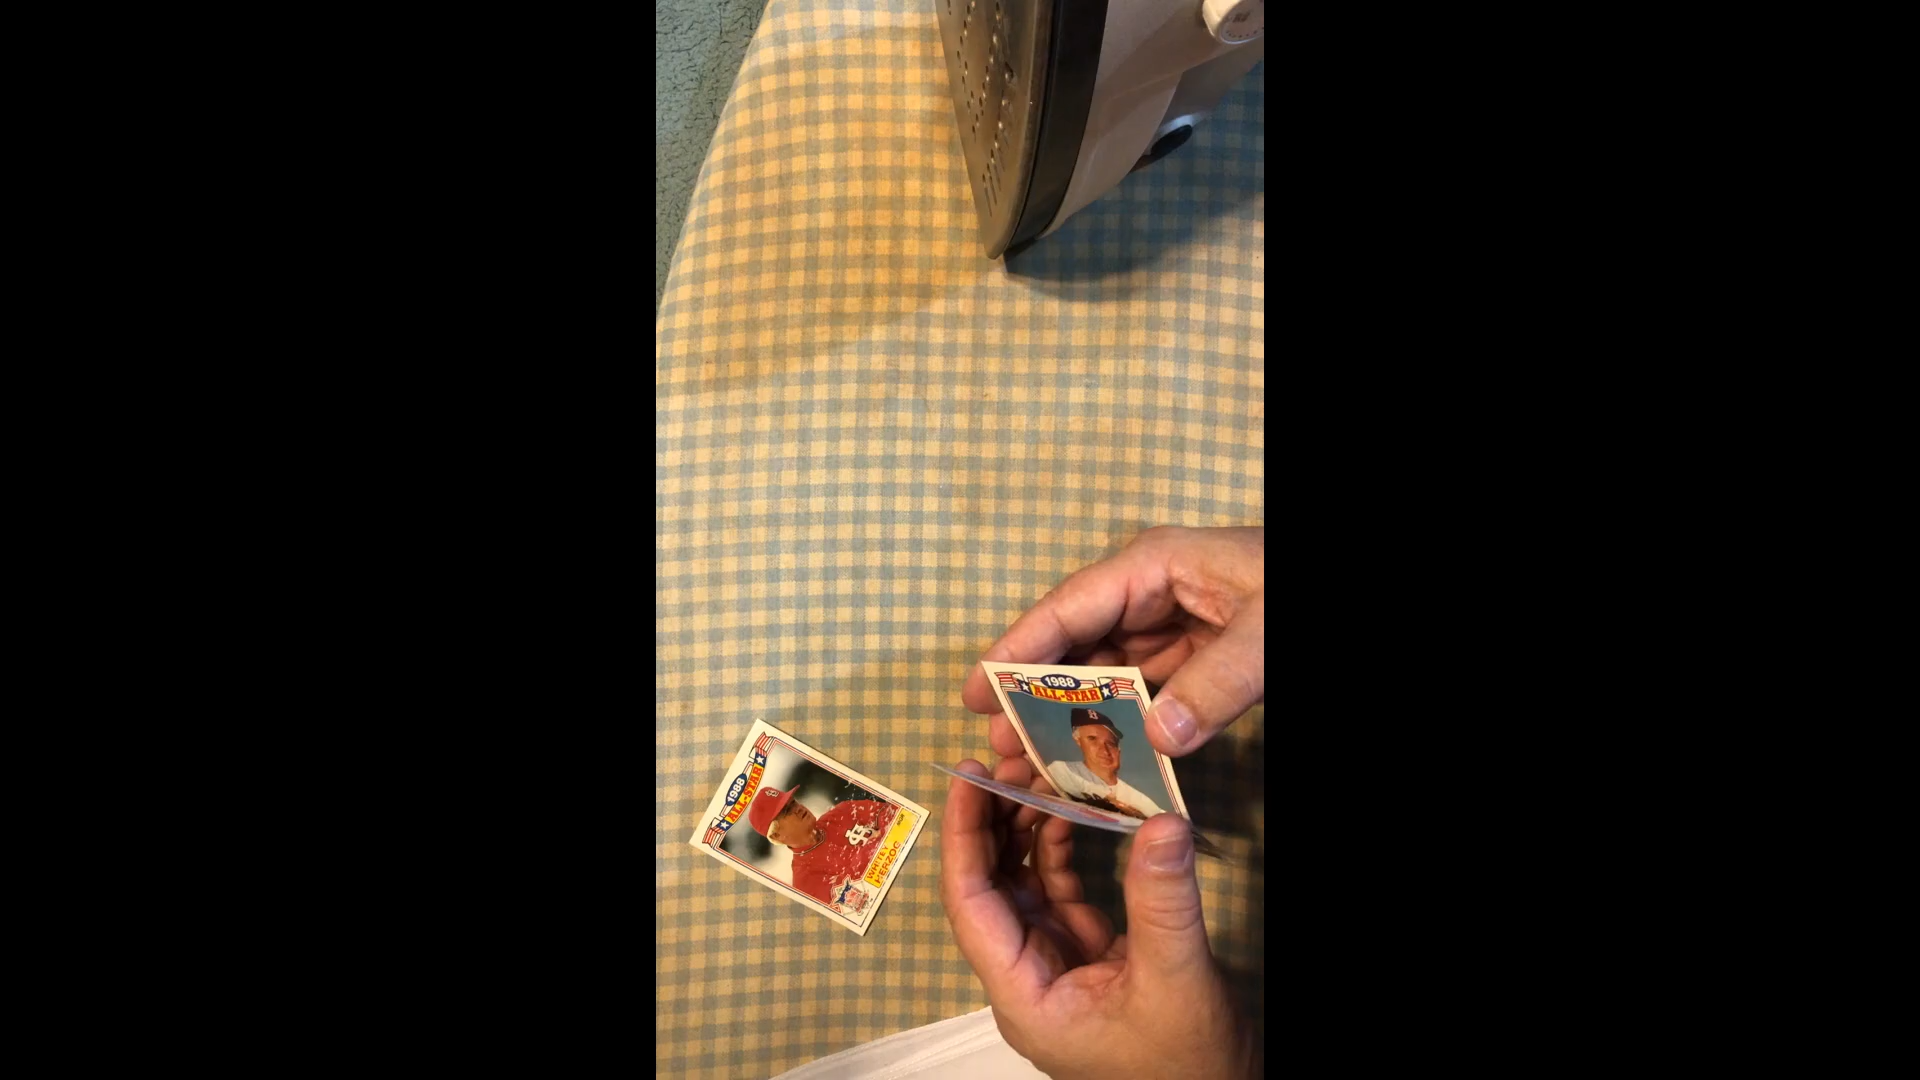 1988
ALL-STAR
1988
ALL-STAR
WHITEY
HERZOG
MGR